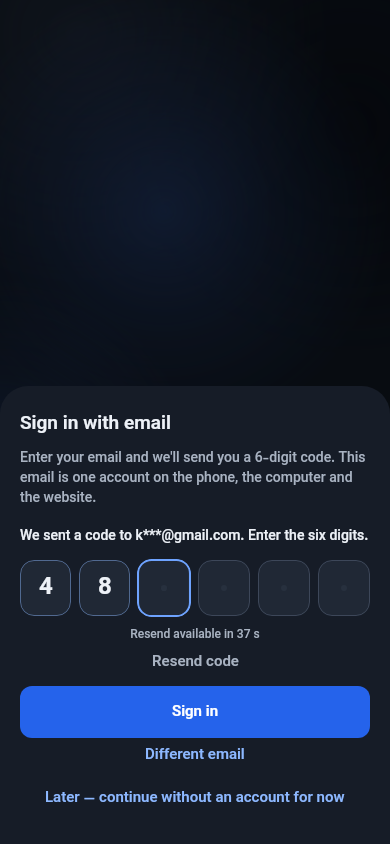 Sign in with email
Enter your email and we'll send you a 6-digit code. This
email is one account on the phone, the computer and
the website.
We sent a code to k***@gmail.com. Enter the six digits.
4 8
Resend available in 37 s
Resend code
Sign in
Different email
Later — continue without an account for now